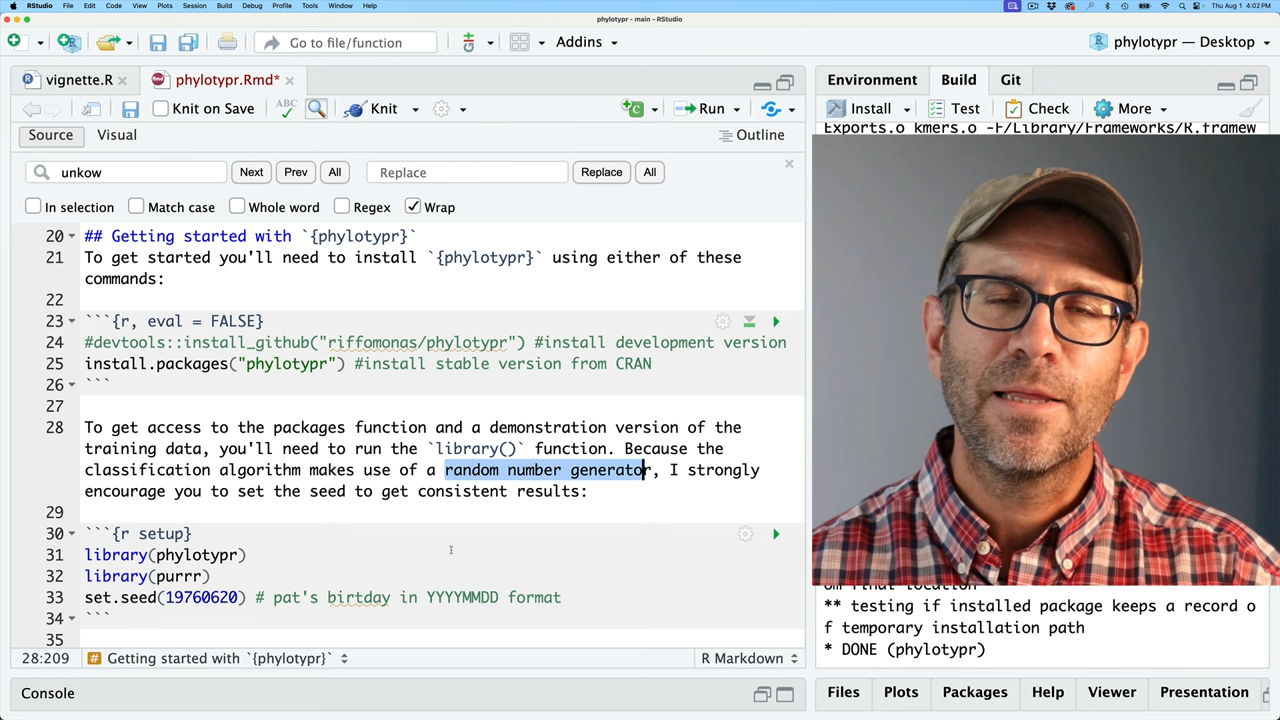 RStudio File Edit Code View Plots Session Build Debug Profile Tools Window Help Thu Aug 1 4:02 PM
phylotypr - main - RStudio
Go to file/function Addins phylotypr — Desktop
vignette.R phylotypr.Rmd*
Environment Build Git
Knit on Save ABC Knit Run
Install Test Check More
Source Visual Outline
Exports.o kmers.o -F/Library/Frameworks/R.framew
unkow Next Prev All Replace Replace All
In selection Match case Whole word Regex Wrap
20 ## Getting started with `{phylotypr}`
21 To get started you'll need to install `{phylotypr}` using either of these
commands:
22
23 ```{r, eval = FALSE}
24 #devtools::install_github("riffomonas/phylotypr") #install development version
25 install.packages("phylotypr") #install stable version from CRAN
26 ```
27
28 To get access to the packages function and a demonstration version of the
training data, you'll need to run the `library()` function. Because the
classification algorithm makes use of a random number generator, I strongly
encourage you to set the seed to get consistent results:
29
30 ```{r setup}
31 library(phylotypr)
32 library(purrr)
33 set.seed(19760620) # pat's birtday in YYYYMMDD format
34 ```
35
om final location
** testing if installed package keeps a record o
f temporary installation path
* DONE (phylotypr)
28:209 # Getting started with `{phylotypr}` R Markdown
Console
Files Plots Packages Help Viewer Presentation